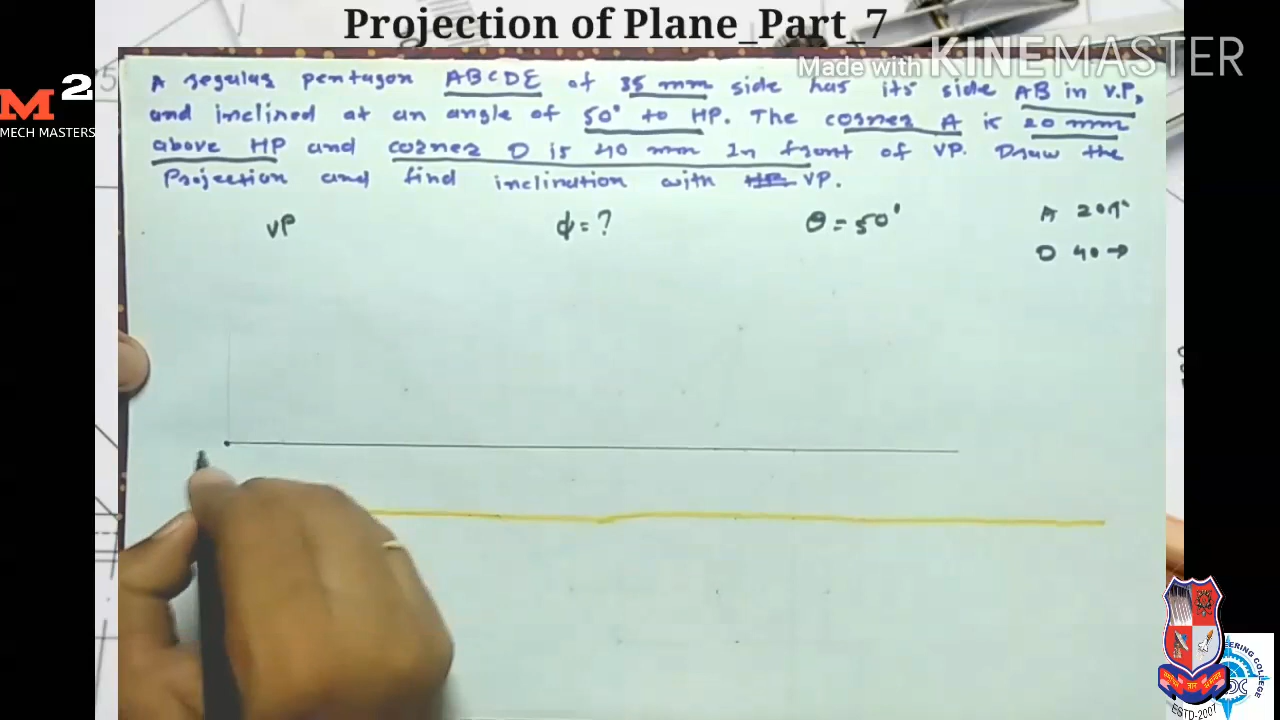 Projection of Plane_Part_7
Made with KINEMASTER
M2
MECH MASTERS
A regular pentagon ABCDE of 35 mm side has its side AB in V.P,
and inclined at an angle of 50° to HP. The corner A is 20 mm
above HP and corner D is 40 mm In front of VP. Draw the
Projection and find inclination with HP VP.
VP ϕ = ? θ = 50°
A 20↑
D 40→
ESTD-2007